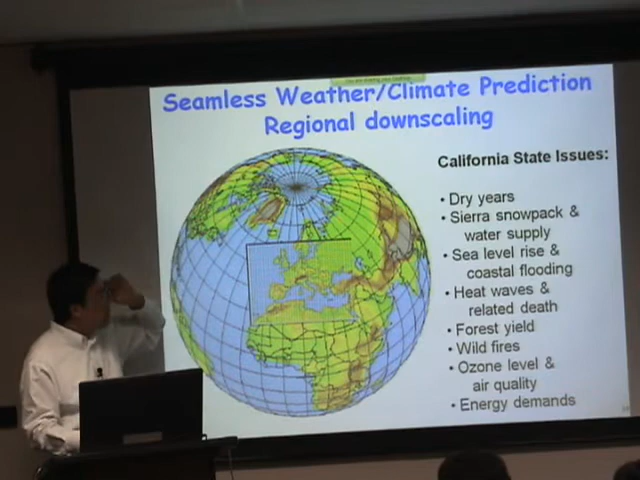 Seamless Weather/Climate Prediction
Regional downscaling
California State Issues:
• Dry years
• Sierra snowpack &
water supply
• Sea level rise &
coastal flooding
• Heat waves &
related death
• Forest yield
• Wild fires
• Ozone level &
air quality
• Energy demands